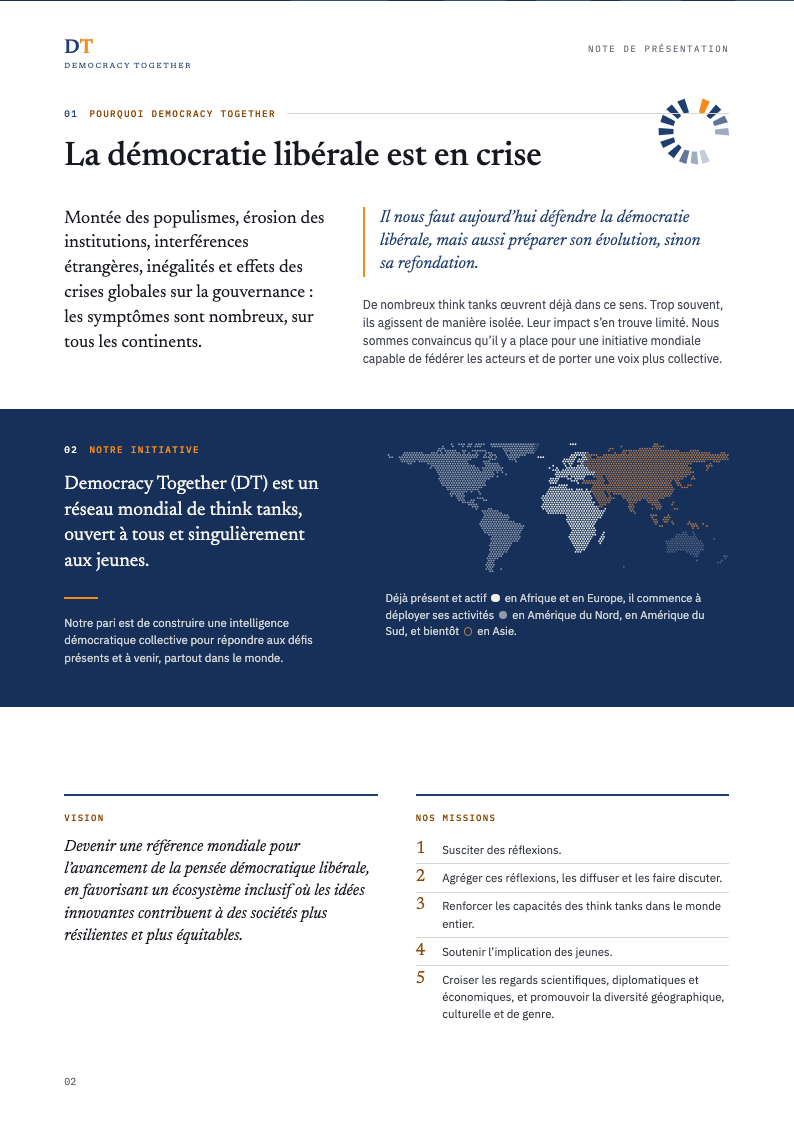 DT
DEMOCRACY TOGETHER
NOTE DE PRÉSENTATION
01 POURQUOI DEMOCRACY TOGETHER
La démocratie libérale est en crise
Montée des populismes, érosion des
institutions, interférences
étrangères, inégalités et effets des
crises globales sur la gouvernance :
les symptômes sont nombreux, sur
tous les continents.
Il nous faut aujourd’hui défendre la démocratie
libérale, mais aussi préparer son évolution, sinon
sa refondation.
De nombreux think tanks œuvrent déjà dans ce sens. Trop souvent,
ils agissent de manière isolée. Leur impact s’en trouve limité. Nous
sommes convaincus qu’il y a place pour une initiative mondiale
capable de fédérer les acteurs et de porter une voix plus collective.
02 NOTRE INITIATIVE
Democracy Together (DT) est un
réseau mondial de think tanks,
ouvert à tous et singulièrement
aux jeunes.
Notre pari est de construire une intelligence
démocratique collective pour répondre aux défis
présents et à venir, partout dans le monde.
Déjà présent et actif en Afrique et en Europe, il commence à
déployer ses activités en Amérique du Nord, en Amérique du
Sud, et bientôt en Asie.
VISION
Devenir une référence mondiale pour
l’avancement de la pensée démocratique libérale,
en favorisant un écosystème inclusif où les idées
innovantes contribuent à des sociétés plus
résilientes et plus équitables.
NOS MISSIONS
1 Susciter des réflexions.
2 Agréger ces réflexions, les diffuser et les faire discuter.
3 Renforcer les capacités des think tanks dans le monde
entier.
4 Soutenir l’implication des jeunes.
5 Croiser les regards scientifiques, diplomatiques et
économiques, et promouvoir la diversité géographique,
culturelle et de genre.
02